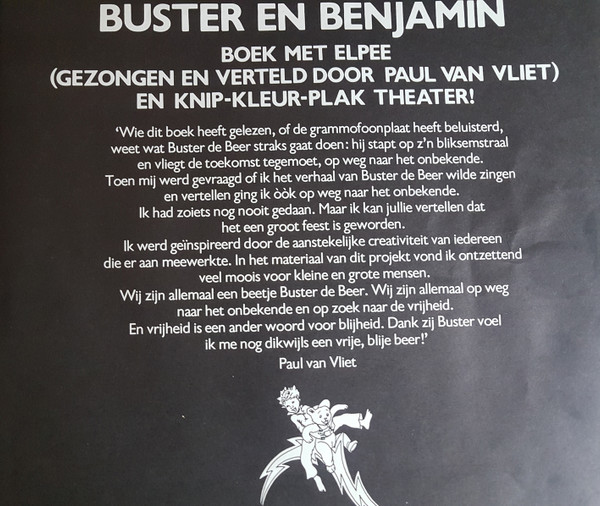 BUSTER EN BENJAMIN
BOEK MET ELPEE
(GEZONGEN EN VERTELD DOOR PAUL VAN VLIET)
EN KNIP-KLEUR-PLAK THEATER!
'Wie dit boek heeft gelezen, of de grammofoonplaat heeft beluisterd,
weet wat Buster de Beer straks gaat doen: hij stapt op z'n bliksemstraal
en vliegt de toekomst tegemoet, op weg naar het onbekende.
Toen mij werd gevraagd of ik het verhaal van Buster de Beer wilde zingen
en vertellen ging ik òòk op weg naar het onbekende.
Ik had zoiets nog nooit gedaan. Maar ik kan jullie vertellen dat
het een groot feest is geworden.
Ik werd geïnspireerd door de aanstekelijke creativiteit van iedereen
die er aan meewerkte. In het materiaal van dit projekt vond ik ontzettend
veel moois voor kleine en grote mensen.
Wij zijn allemaal een beetje Buster de Beer. Wij zijn allemaal op weg
naar het onbekende en op zoek naar de vrijheid.
En vrijheid is een ander woord voor blijheid. Dank zij Buster voel
ik me nog dikwijls een vrije, blije beer!'
Paul van Vliet